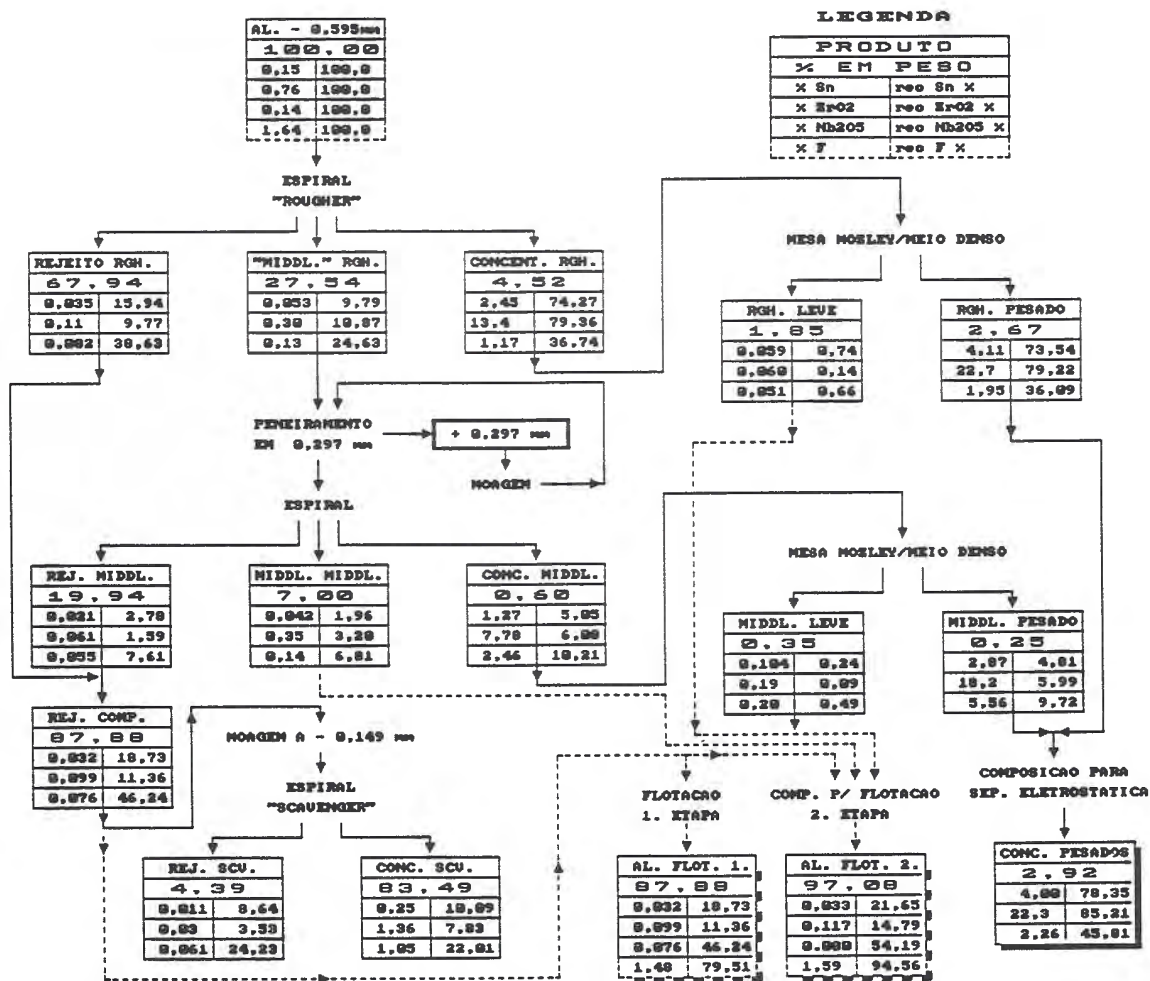 LEGENDA
PRODUTO
% EM PESO
% Sn rec Sn %
% ZrO2 rec ZrO2 %
% Nb2O5 rec Nb2O5 %
% F rec F %
AL. - 0,595mm
100,00
0,15 100,0
0,76 100,0
0,14 100,0
1,64 100,0
ESPIRAL
"ROUGHER"
REJEITO RGH.
67,94
0,035 15,94
0,11 9,77
0,082 38,63
"MIDDL." RGH.
27,54
0,053 9,79
0,30 10,87
0,13 24,63
CONCENT. RGH.
4,52
2,45 74,27
13,4 79,36
1,17 36,74
MESA MOZLEY/MEIO DENSO
RGH. LEVE
1,85
0,059 0,74
0,060 0,14
0,051 0,66
RGH. PESADO
2,67
4,11 73,54
22,7 79,22
1,95 36,09
PENEIRAMENTO
EM 0,297 mm
+ 0,297 mm
MOAGEM
ESPIRAL
MESA MOZLEY/MEIO DENSO
REJ. MIDDL.
19,94
0,021 2,78
0,061 1,59
0,055 7,61
MIDDL. MIDDL.
7,00
0,042 1,96
0,35 3,20
0,14 6,81
CONC. MIDDL.
0,60
1,27 5,05
7,78 6,08
2,46 10,21
MIDDL. LEVE
0,35
0,104 0,24
0,19 0,09
0,20 0,49
MIDDL. PESADO
0,25
2,87 4,81
18,2 5,99
5,56 9,72
REJ. COMP.
87,88
0,032 18,73
0,099 11,36
0,076 46,24
MOAGEM A - 0,149 mm
ESPIRAL
"SCAVENGER"
REJ. SCV.
4,39
0,011 8,64
0,03 3,53
0,061 24,23
CONC. SCV.
83,49
0,25 10,09
1,36 7,83
1,05 22,01
FLOTACAO
1. ETAPA
COMP. P/ FLOTACAO
2. ETAPA
COMPOSICAO PARA
SEP. ELETROSTATICA
AL. FLOT. 1.
87,88
0,032 18,73
0,099 11,36
0,076 46,24
1,48 79,51
AL. FLOT. 2.
97,08
0,033 21,65
0,117 14,79
0,080 54,19
1,59 94,56
CONC. PESADOS
2,92
4,00 78,35
22,3 85,21
2,26 45,81